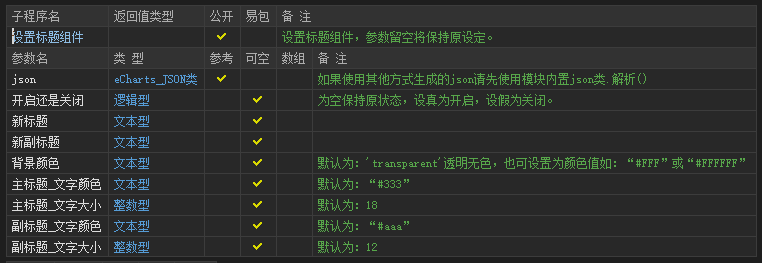 子程序名 返回值类型 公开 易包 备 注
设置标题组件 ✓ 设置标题组件，参数留空将保持原设定。
参数名 类 型 参考 可空 数组 备 注
json eCharts_JSON类 ✓ 如果使用其他方式生成的json请先使用模块内置json类.解析()
开启还是关闭 逻辑型 ✓ 为空保持原状态，设真为开启，设假为关闭。
新标题 文本型 ✓
新副标题 文本型 ✓
背景颜色 文本型 ✓ 默认为：'transparent'透明无色，也可设置为颜色值如：“#FFF”或“#FFFFFF”
主标题_文字颜色 文本型 ✓ 默认为：“#333”
主标题_文字大小 整数型 ✓ 默认为：18
副标题_文字颜色 文本型 ✓ 默认为：“#aaa”
副标题_文字大小 整数型 ✓ 默认为：12